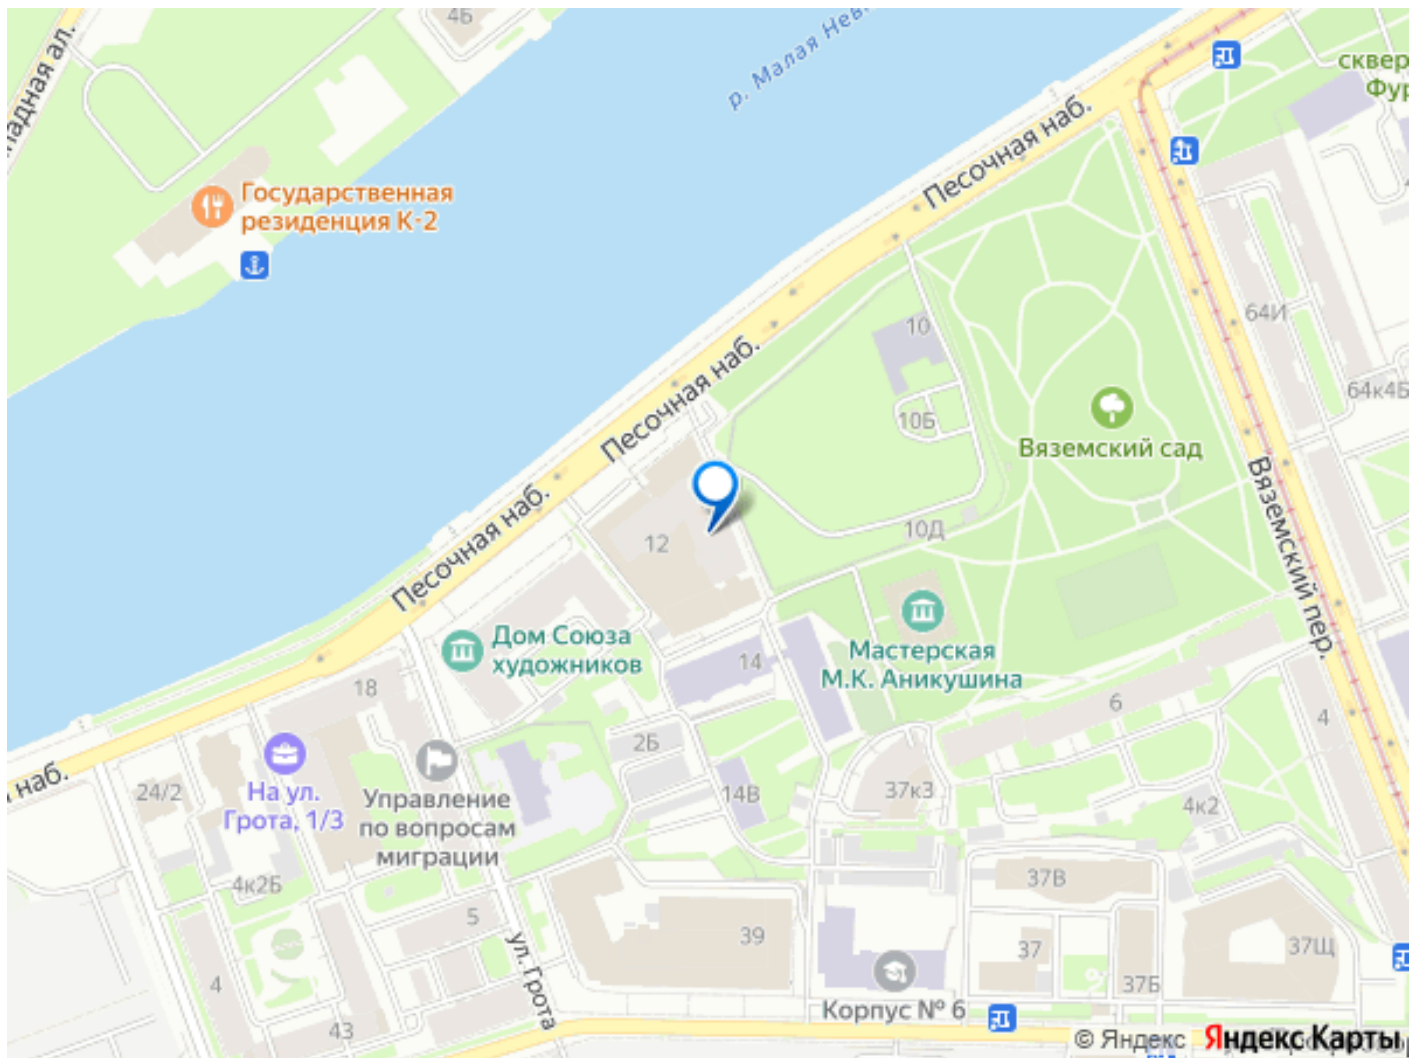 4Б
р. Малая Нев
сквер
Фур
Песочная наб.
Государственная
резиденция К-2
64И
10
64к4Б
10Б
Вяземский сад
Песочная наб.
Вяземский пер.
10Д
12
Песочная наб.
Дом Союза
художников
Мастерская
М.К. Аникушина
14
18
6
4
2Б
наб.
24/2
На ул.
Грота, 1/3
Управление
по вопросам
миграции
14В
37к3
4к2
4к2Б
37В
5
39
37
37Щ
ул. Грота
4
37Б
43
Корпус № 6
© Яндекс Яндекс Карты